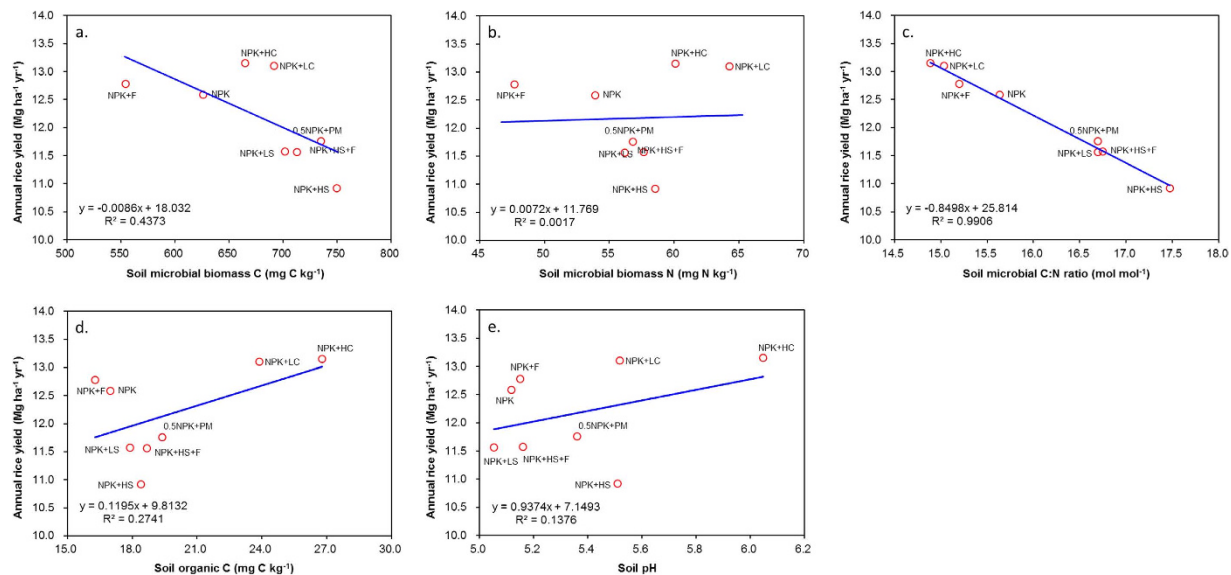 a.
Annual rice yield (Mg ha⁻¹ yr⁻¹)
14.0
13.5
13.0
12.5
12.0
11.5
11.0
10.5
10.0
NPK+HC
NPK+LC
NPK+F
NPK
0.5NPK+PM
NPK+LS
NPK+HS+F
NPK+HS
y = -0.0086x + 18.032
R² = 0.4373
500 550 600 650 700 750 800
Soil microbial biomass C (mg C kg⁻¹)
b.
Annual rice yield (Mg ha⁻¹ yr⁻¹)
14.0
13.5
13.0
12.5
12.0
11.5
11.0
10.5
10.0
NPK+HC
NPK+LC
NPK+F
NPK
0.5NPK+PM
NPK+LS
NPK+HS+F
NPK+HS
y = 0.0072x + 11.769
R² = 0.0017
45 50 55 60 65 70
Soil microbial biomass N (mg N kg⁻¹)
c.
Annual rice yield (Mg ha⁻¹ yr⁻¹)
14.0
13.5
13.0
12.5
12.0
11.5
11.0
10.5
10.0
NPK+HC
NPK+LC
NPK+F
NPK
0.5NPK+PM
NPK+LS
NPK+HS+F
NPK+HS
y = -0.8498x + 25.814
R² = 0.9906
14.5 15.0 15.5 16.0 16.5 17.0 17.5 18.0
Soil microbial C:N ratio (mol mol⁻¹)
d.
Annual rice yield (Mg ha⁻¹ yr⁻¹)
14.0
13.5
13.0
12.5
12.0
11.5
11.0
10.5
10.0
NPK+HC
NPK+LC
NPK+F
NPK
0.5NPK+PM
NPK+LS
NPK+HS+F
NPK+HS
y = 0.1195x + 9.8132
R² = 0.2741
15.0 18.0 21.0 24.0 27.0 30.0
Soil organic C (mg C kg⁻¹)
e.
Annual rice yield (Mg ha⁻¹ yr⁻¹)
14.0
13.5
13.0
12.5
12.0
11.5
11.0
10.5
10.0
NPK+HC
NPK+LC
NPK+F
NPK
0.5NPK+PM
NPK+LS
NPK+HS+F
NPK+HS
y = 0.9374x + 7.1493
R² = 0.1376
5.0 5.2 5.4 5.6 5.8 6.0 6.2
Soil pH